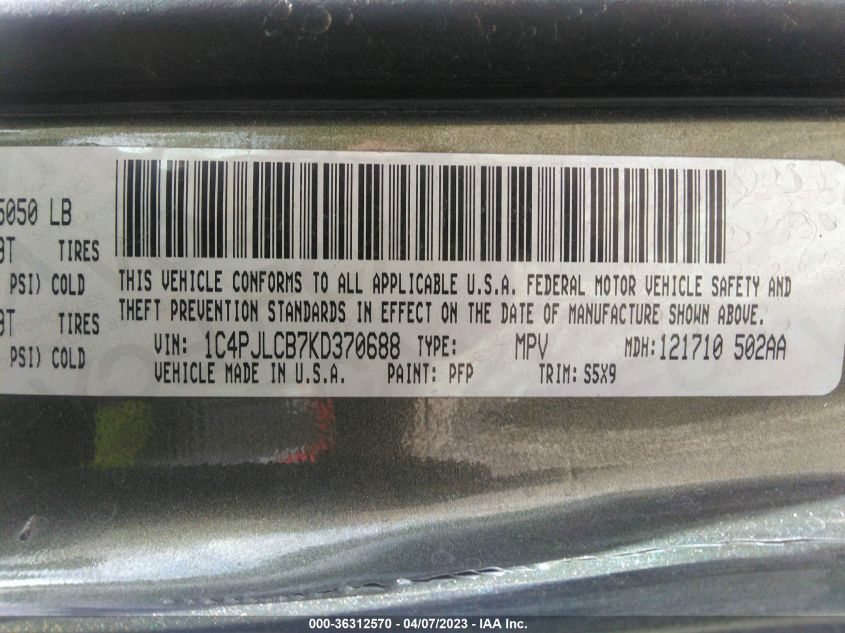 5050 LB
9T TIRES
PSI) COLD
9T TIRES
PSI) COLD
THIS VEHICLE CONFORMS TO ALL APPLICABLE U.S.A. FEDERAL MOTOR VEHICLE SAFETY AND
THEFT PREVENTION STANDARDS IN EFFECT ON THE DATE OF MANUFACTURE SHOWN ABOVE.
VIN: 1C4PJLCB7KD370688 TYPE: MPV MDH:121710 502AA
VEHICLE MADE IN U.S.A. PAINT: PFP TRIM: S5X9
000-36312570 - 04/07/2023 - IAA Inc.